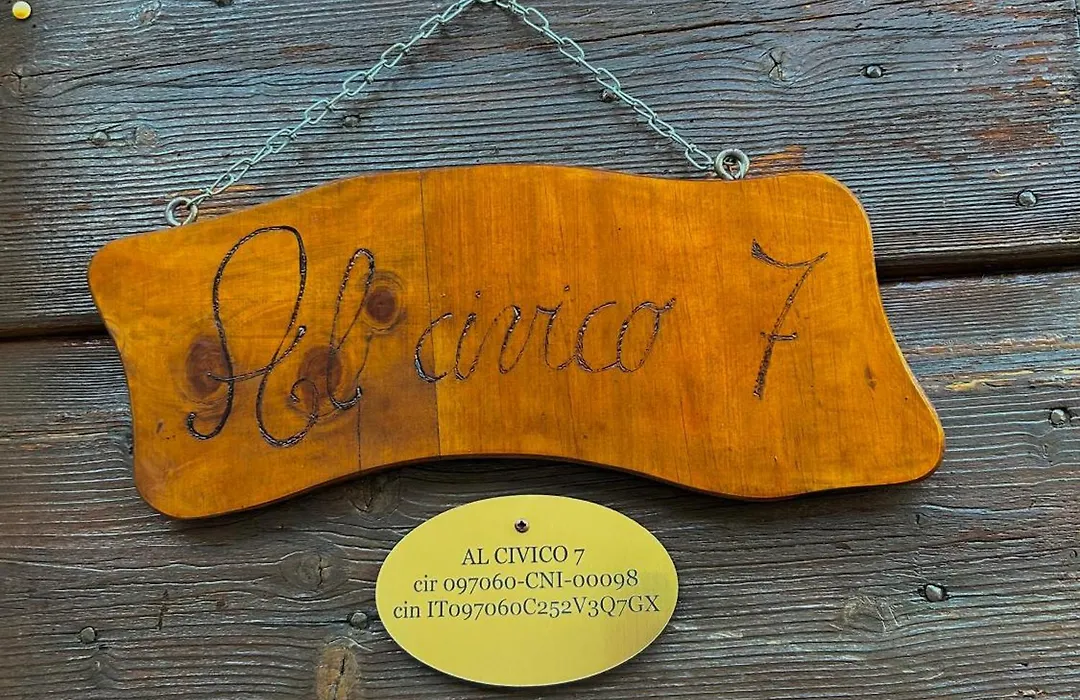 Al civico 7
AL CIVICO 7
cir 097060-CNI-00098
cin IT097060C252V3Q7GX